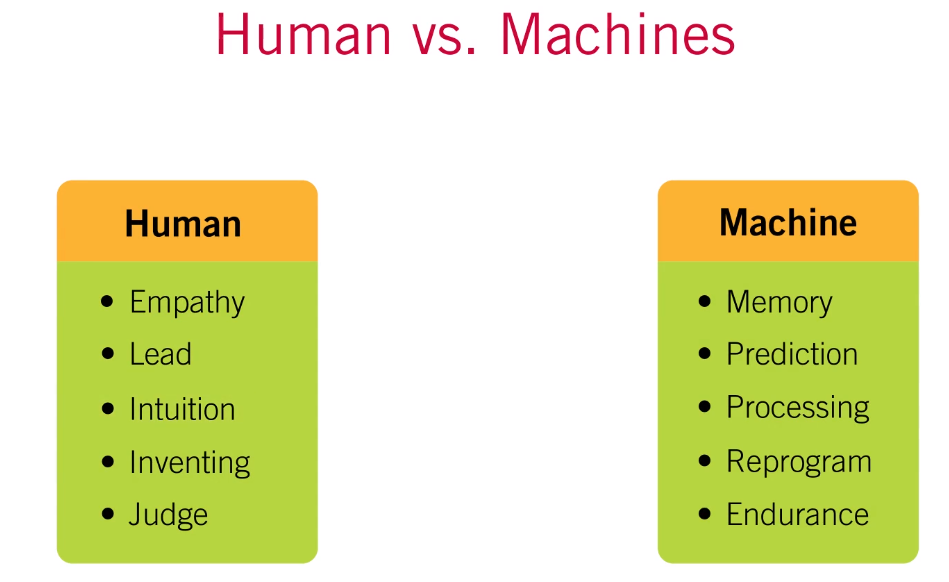 Human vs. Machines
Human
• Empathy
• Lead
• Intuition
• Inventing
• Judge
Machine
• Memory
• Prediction
• Processing
• Reprogram
• Endurance